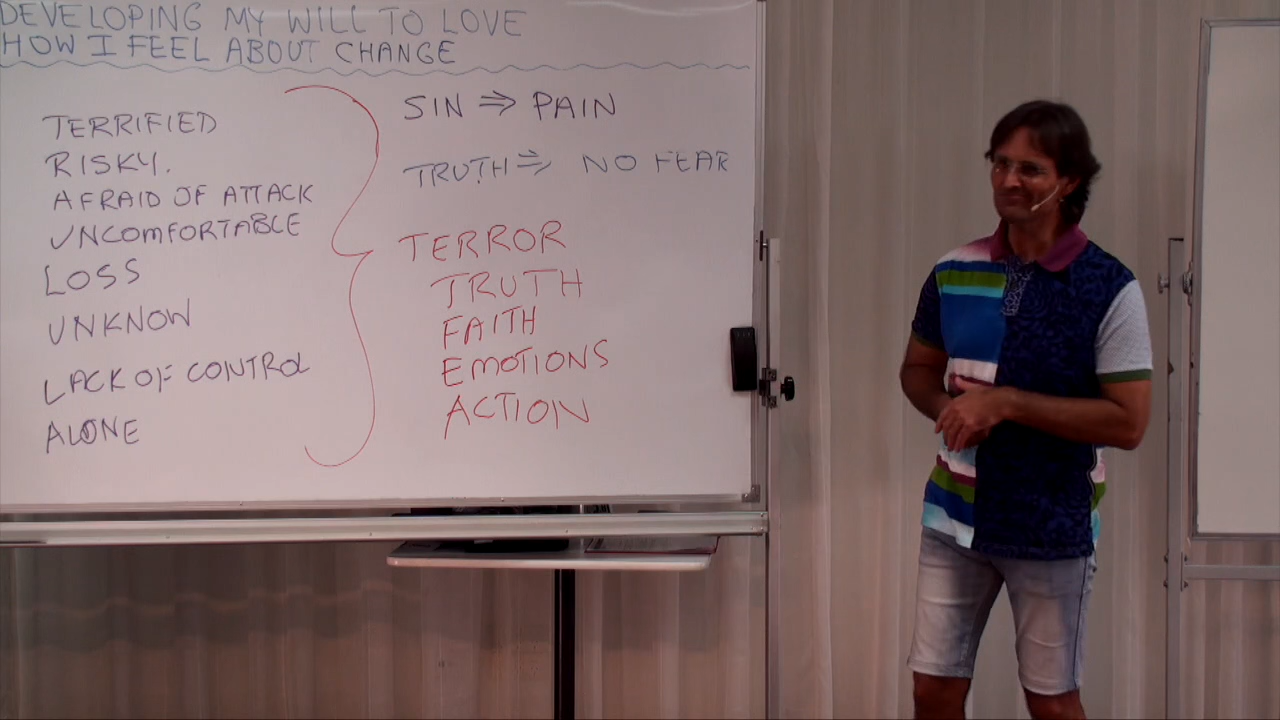 DEVELOPING MY WILL TO LOVE
HOW I FEEL ABOUT CHANGE
TERRIFIED
RISKY.
AFRAID OF ATTACK
UNCOMFORTABLE
LOSS
UNKNOW
LACK OF CONTROL
ALONE
SIN ⇒ PAIN
TRUTH ⇒ NO FEAR
TERROR
TRUTH
FAITH
EMOTIONS
ACTION